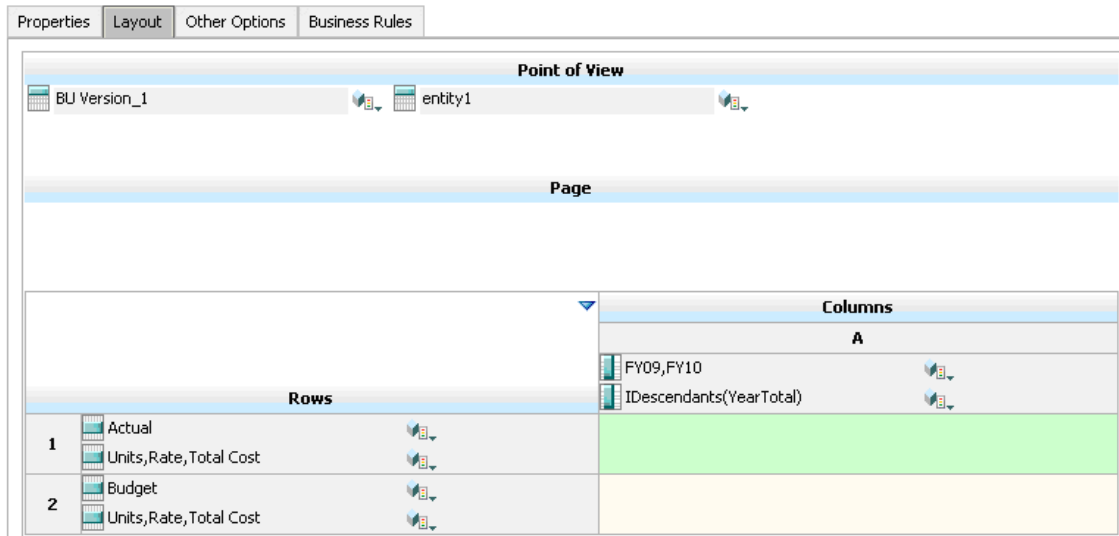 Properties Layout Other Options Business Rules
Point of View
BU Version_1 entity1
Page
Columns
A
FY09,FY10
Rows IDescendants(YearTotal)
1 Actual
Units,Rate,Total Cost
2 Budget
Units,Rate,Total Cost